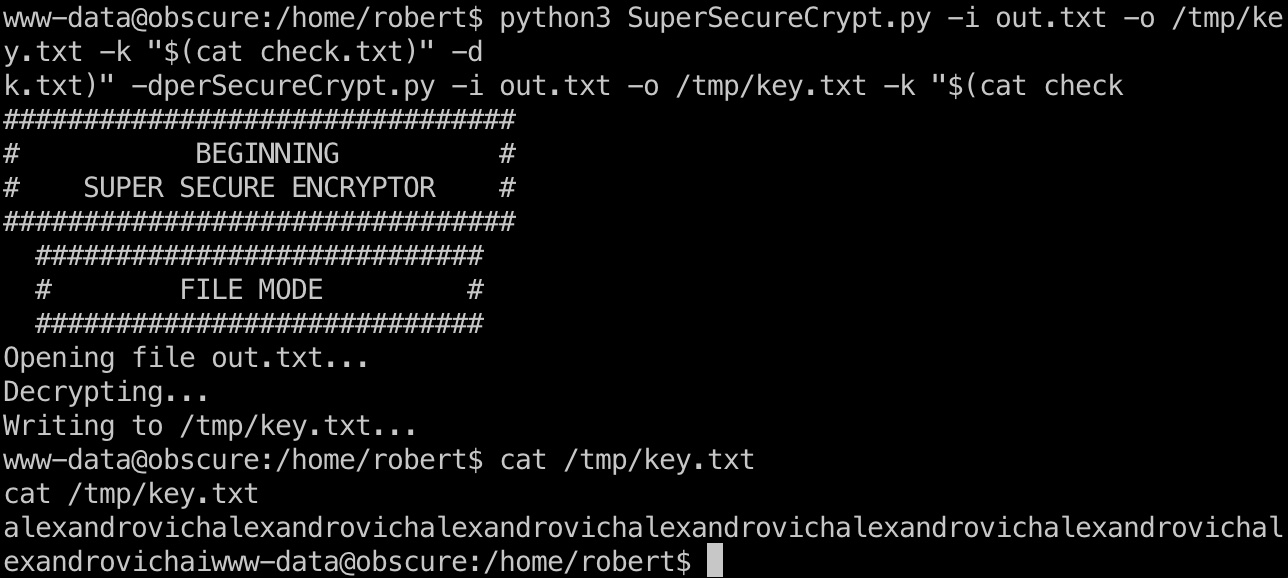 www-data@obscure:/home/robert$ python3 SuperSecureCrypt.py -i out.txt -o /tmp/ke
y.txt -k "$(cat check.txt)" -d
k.txt)" -dperSecureCrypt.py -i out.txt -o /tmp/key.txt -k "$(cat check
################################
#           BEGINNING          #
#    SUPER SECURE ENCRYPTOR    #
################################
  ############################
  #        FILE MODE         #
  ############################
Opening file out.txt...
Decrypting...
Writing to /tmp/key.txt...
www-data@obscure:/home/robert$ cat /tmp/key.txt
cat /tmp/key.txt
alexandrovichalexandrovichalexandrovichalexandrovichalexandrovichalexandrovichal
exandrovichaiwww-data@obscure:/home/robert$